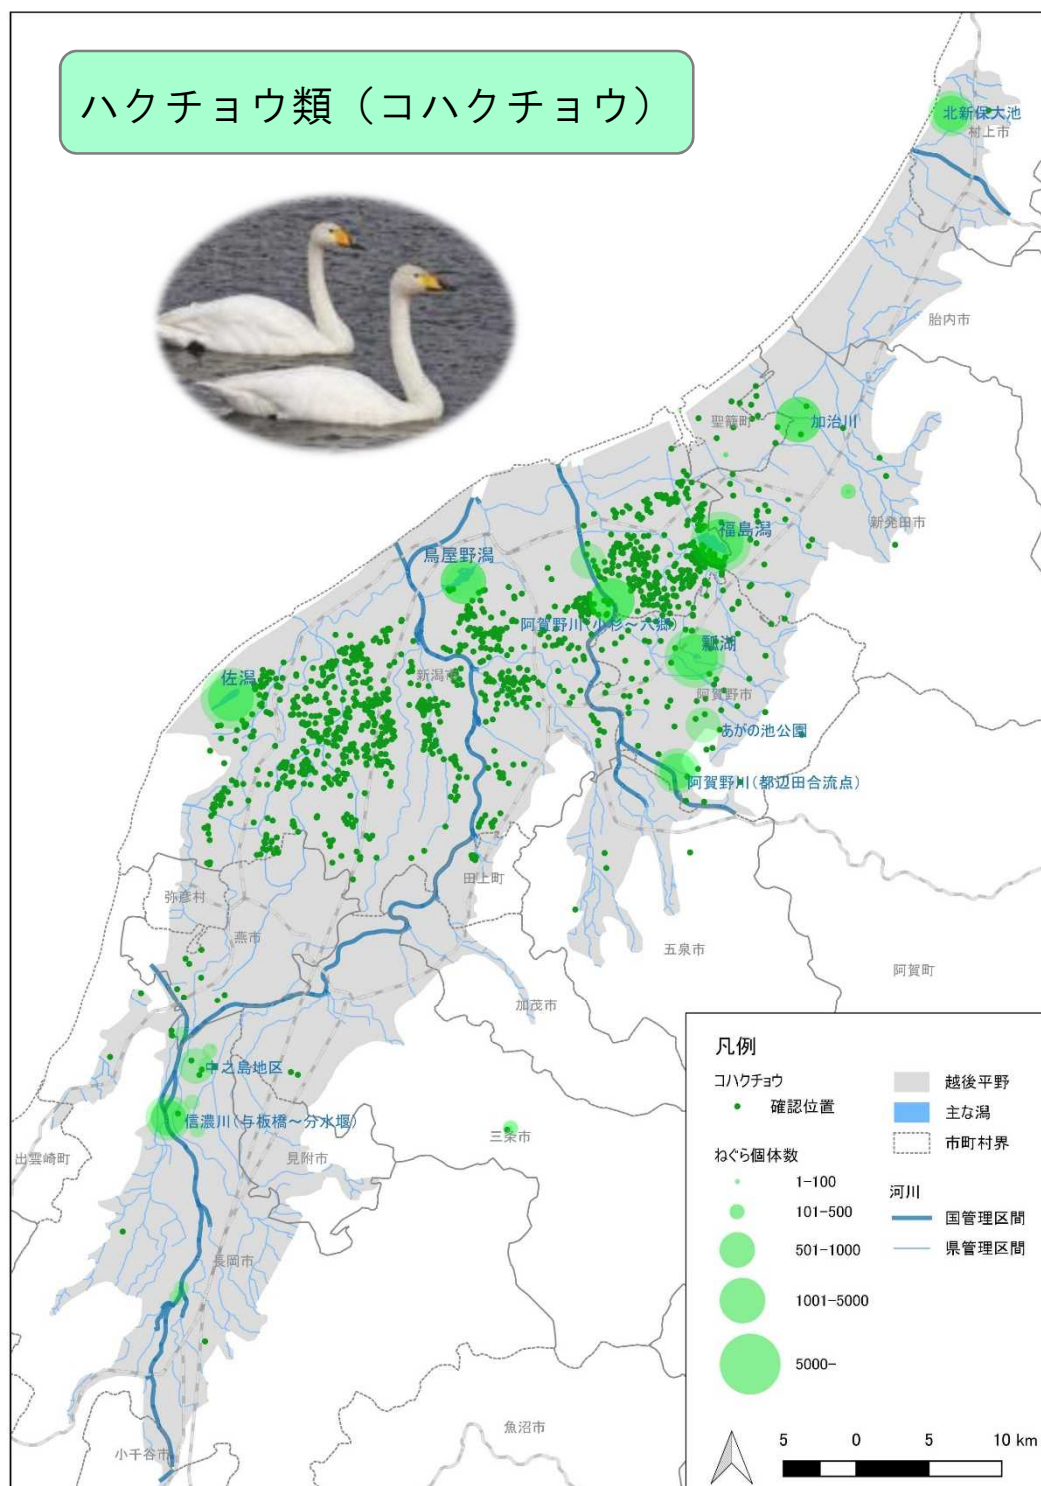 ハクチョウ類（コハクチョウ）
北新保大池
村上市
胎内市
聖籠町
加治川
新発田市
福島潟
鳥屋野潟
阿賀野川（小杉～六郷）
瓢湖
佐潟
新潟市
阿賀野市
あがの池公園
阿賀野川（都辺田合流点）
田上町
弥彦村
燕市
五泉市
阿賀町
加茂市
中之島地区
信濃川（与板橋～分水堰）
三条市
出雲崎町
見附市
長岡市
魚沼市
小千谷市
凡例
コハクチョウ
確認位置
ねぐら個体数
1-100
101-500
501-1000
1001-5000
5000-
越後平野
主な潟
市町村界
河川
国管理区間
県管理区間
5 0 5 10 km